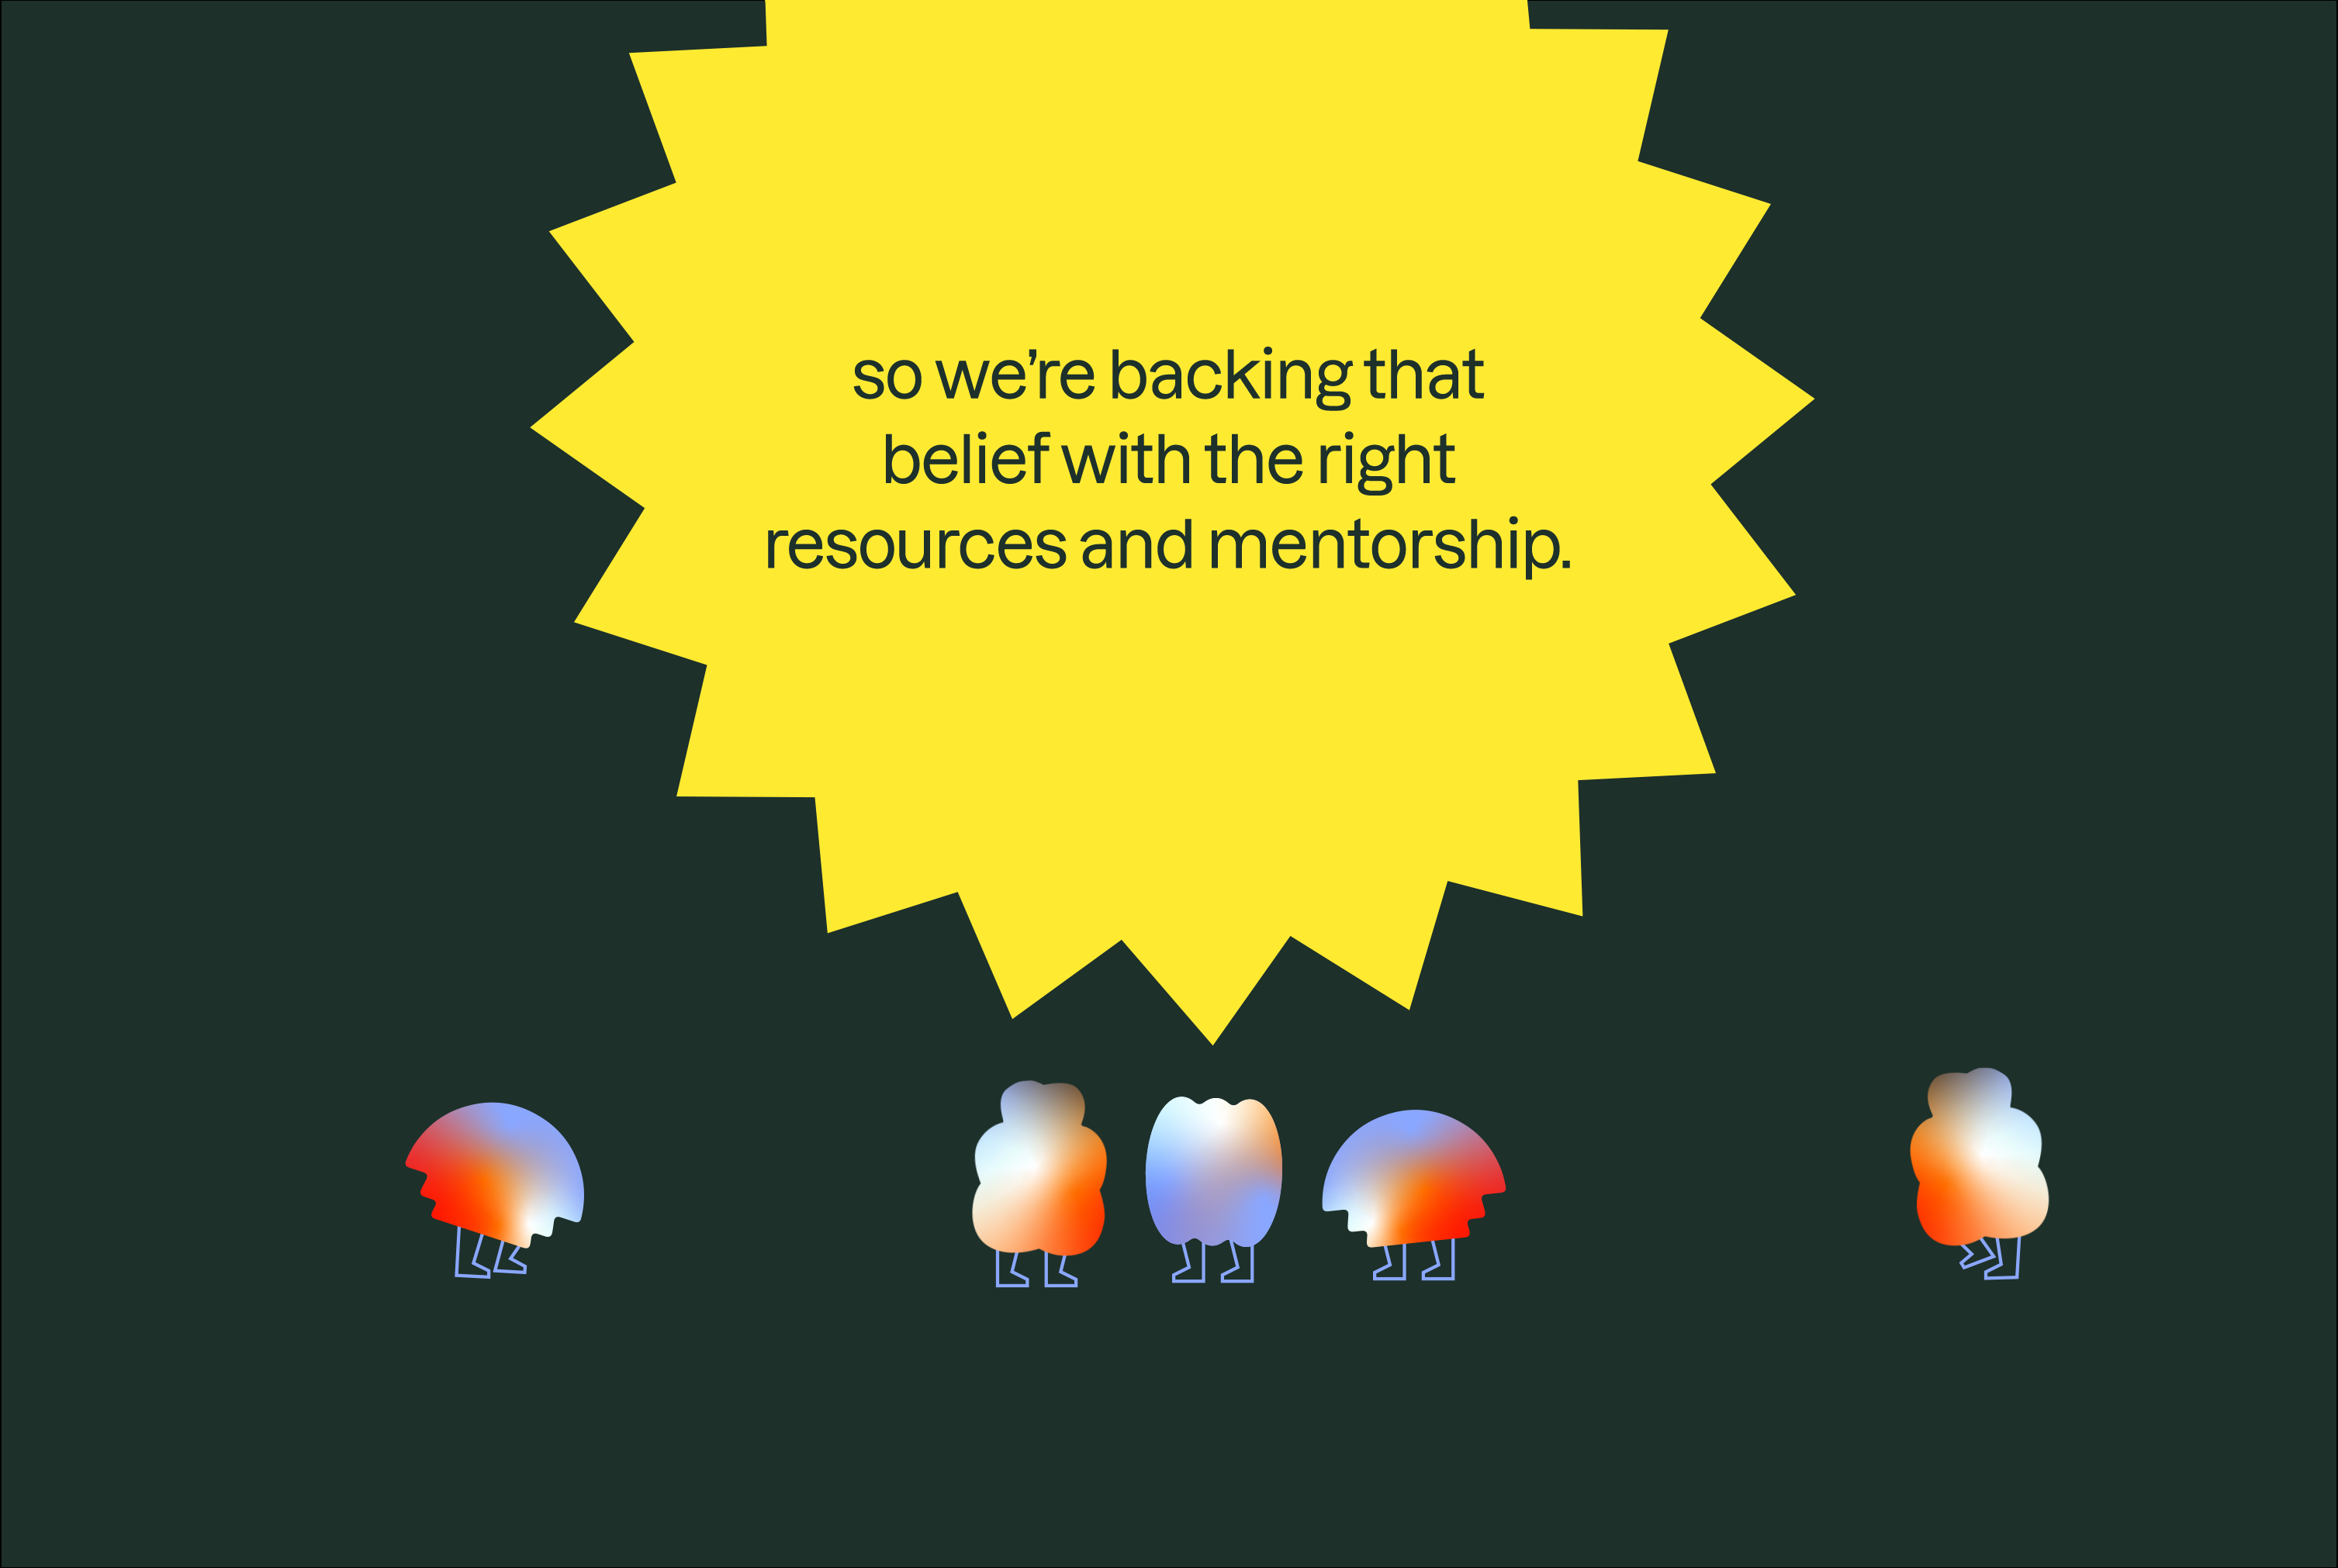 so we’re backing that
belief with the right
resources and mentorship.